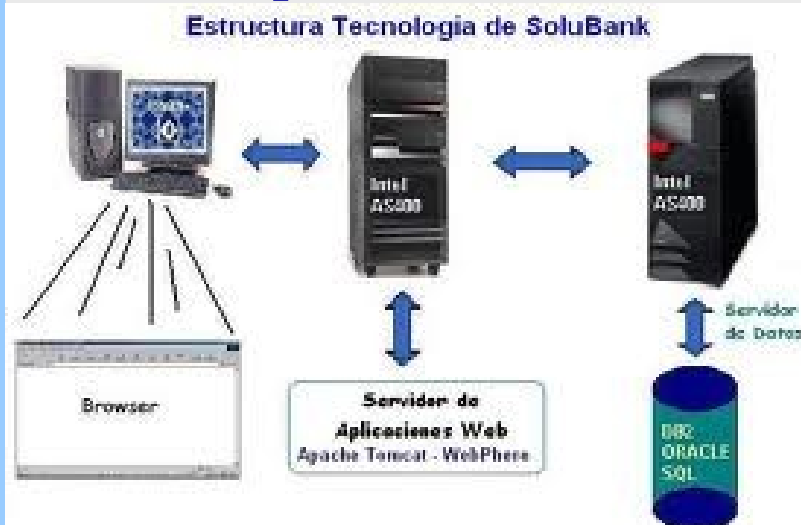 Estructura Tecnologia de SoluBank
Intel
AS400
Intel
AS400
Servidor
de Datos
Browser
Servidor de
Aplicaciones Web
Apache Tomcat - WebPhere
DB2
ORACLE
SQL